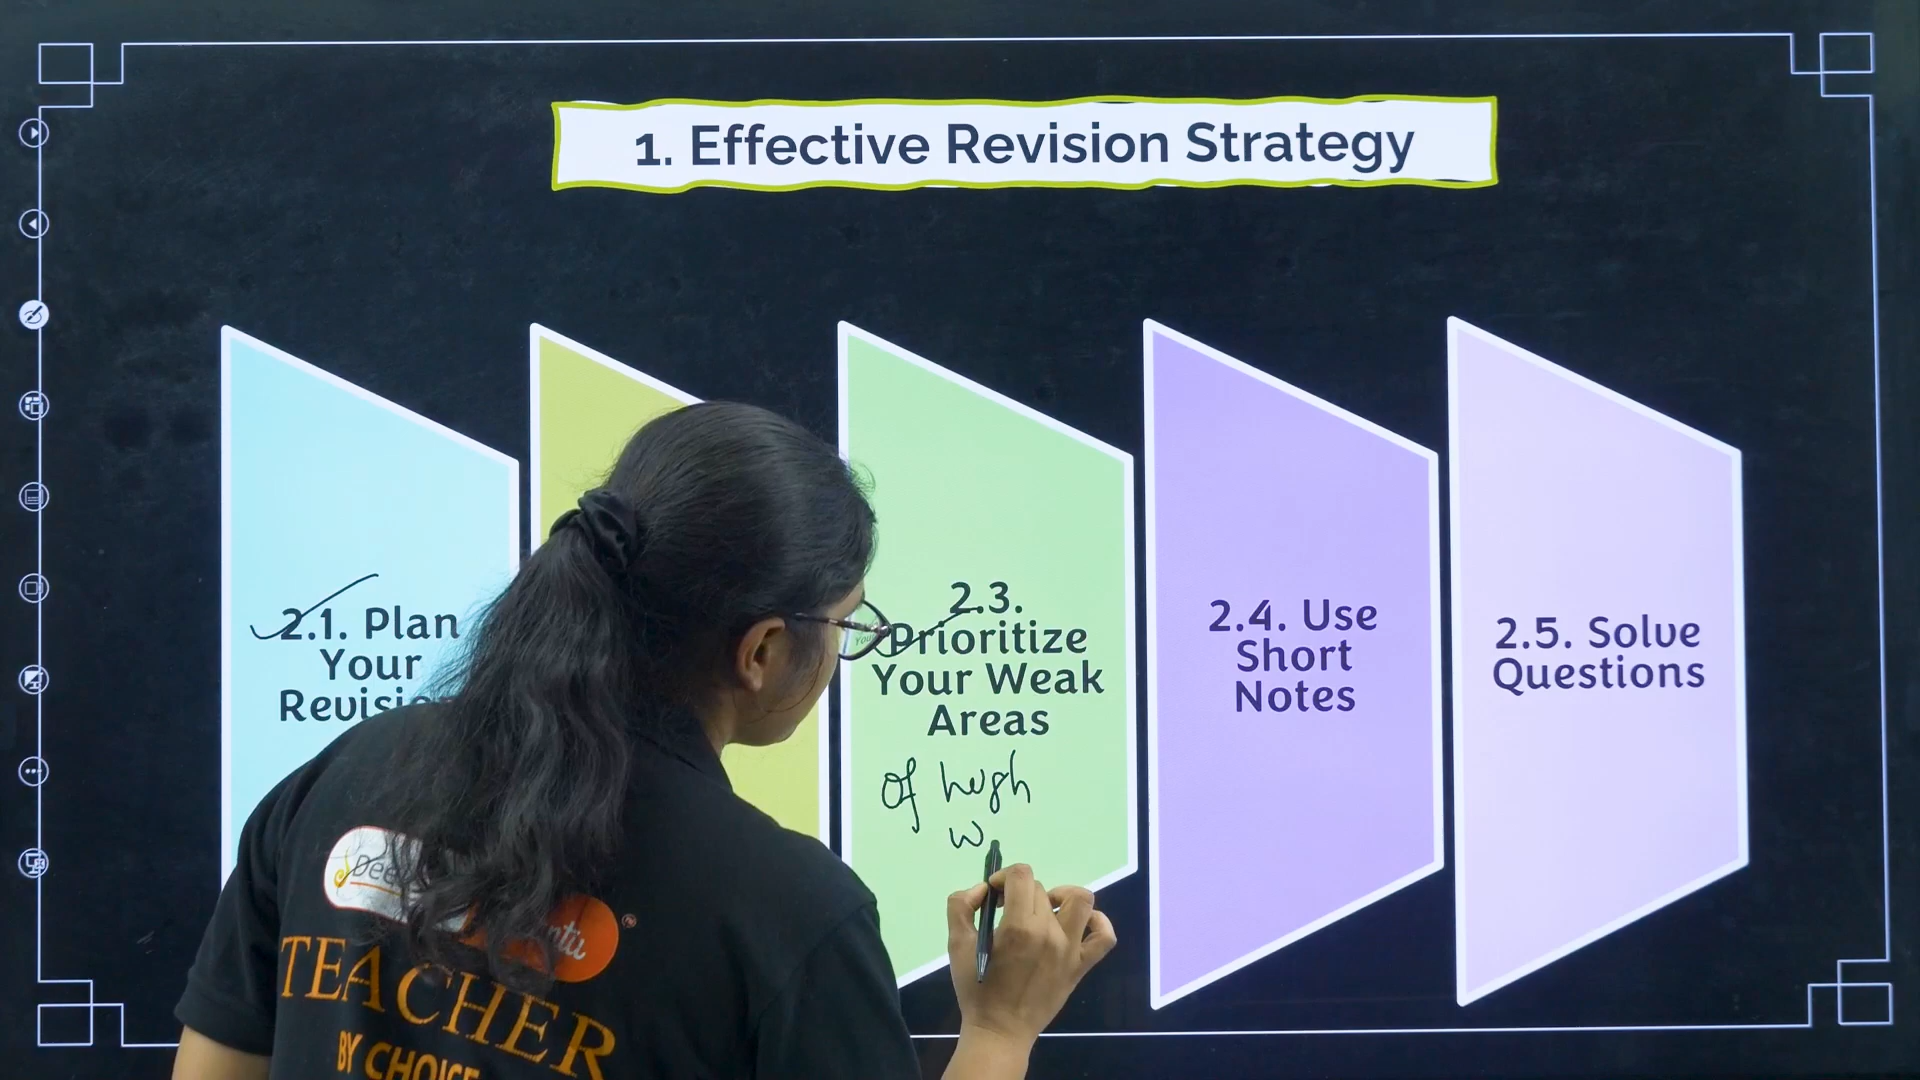 1. Effective Revision Strategy
2.1. Plan
Your
2.3.
Prioritize
Your Weak
Areas
of high
w
2.4. Use
Short
Notes
2.5. Solve
Questions
TEACHER
BY CHOICE